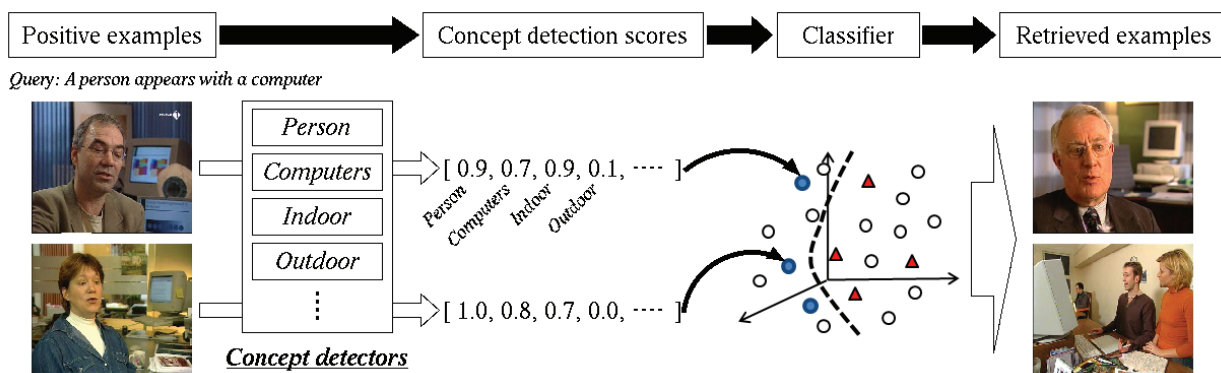 Positive examples
Concept detection scores
Classifier
Retrieved examples
Query: A person appears with a computer
Person
Computers
Indoor
Outdoor
[ 0.9, 0.7, 0.9, 0.1, ---- ]
Person
Computers
Indoor
Outdoor
[ 1.0, 0.8, 0.7, 0.0, ---- ]
Concept detectors